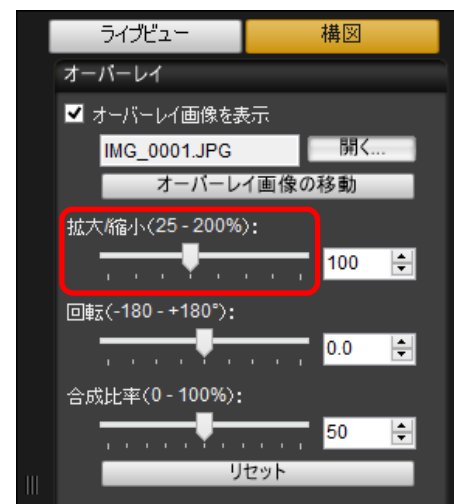 ライブビュー 構図
オーバーレイ
オーバーレイ画像を表示
IMG_0001.JPG 開く...
オーバーレイ画像の移動
拡大/縮小(25 - 200%):
100
回転(-180 - +180°):
0.0
合成比率(0 - 100%):
50
リセット